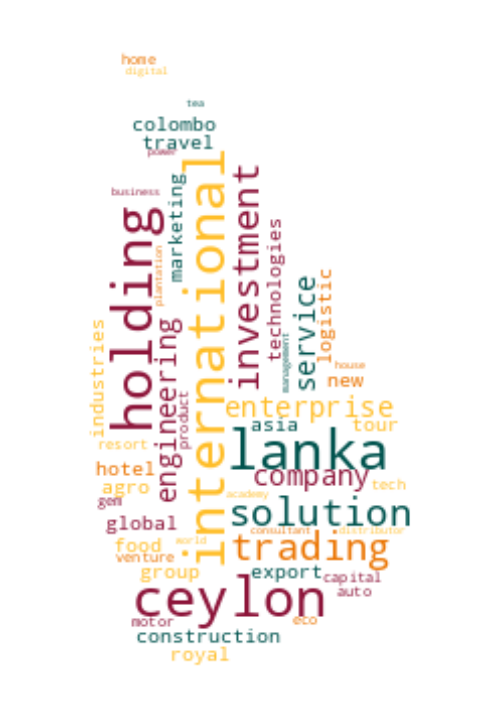 home
digital
tea
colombo
travel
power
business
marketing
international
holding
investment
plantation
technologies
service
logistic
industries
engineering
management
house
new
product
enterprise
asia
tour
lanka
resort
hotel
company
agro
tech
academy
gem
solution
global
consultant
distributor
food
world
trading
venture
group
export
capital
ceylon
auto
motor
eco
construction
royal